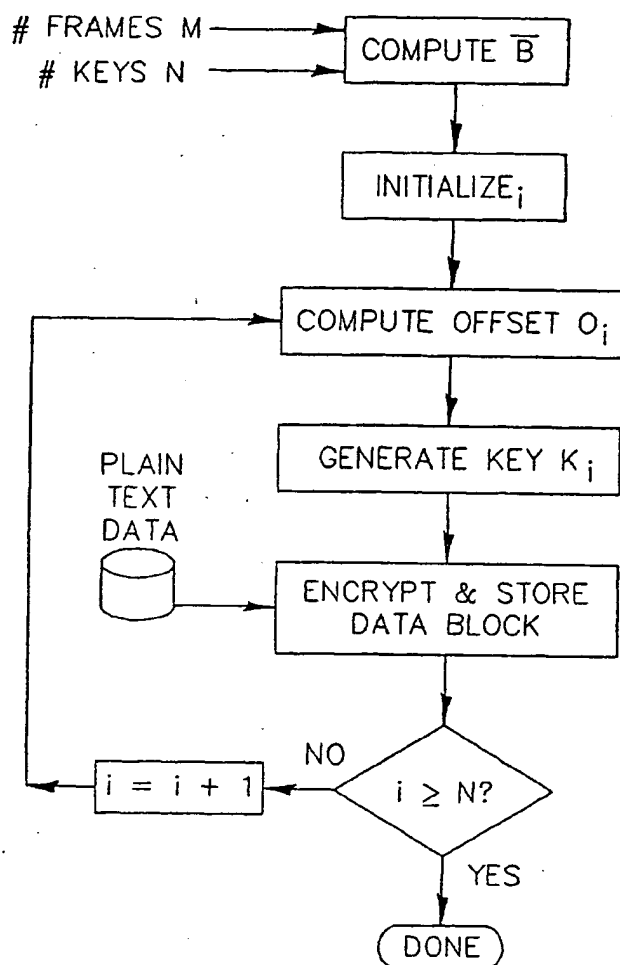 # FRAMES M
# KEYS N
COMPUTE B̅
INITIALIZE i
COMPUTE OFFSET O i
GENERATE KEY K i
PLAIN
TEXT
DATA
ENCRYPT & STORE
DATA BLOCK
NO
i = i + 1
i ≥ N?
YES
DONE